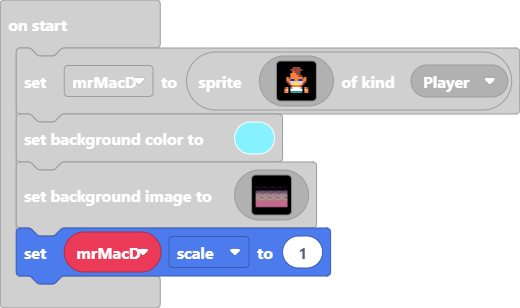 on start
set mrMacD to sprite of kind Player
set background color to
set background image to
set mrMacD scale to 1